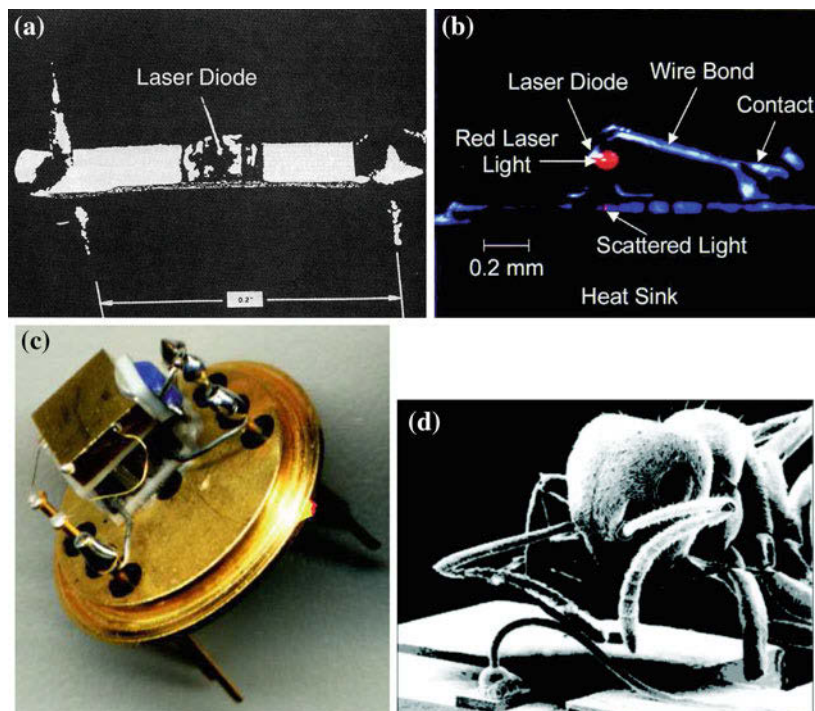 (a)
Laser Diode
0.2"
(b)
Laser Diode
Wire Bond
Contact
Red Laser
Light
Scattered Light
0.2 mm
Heat Sink
(c)
(d)